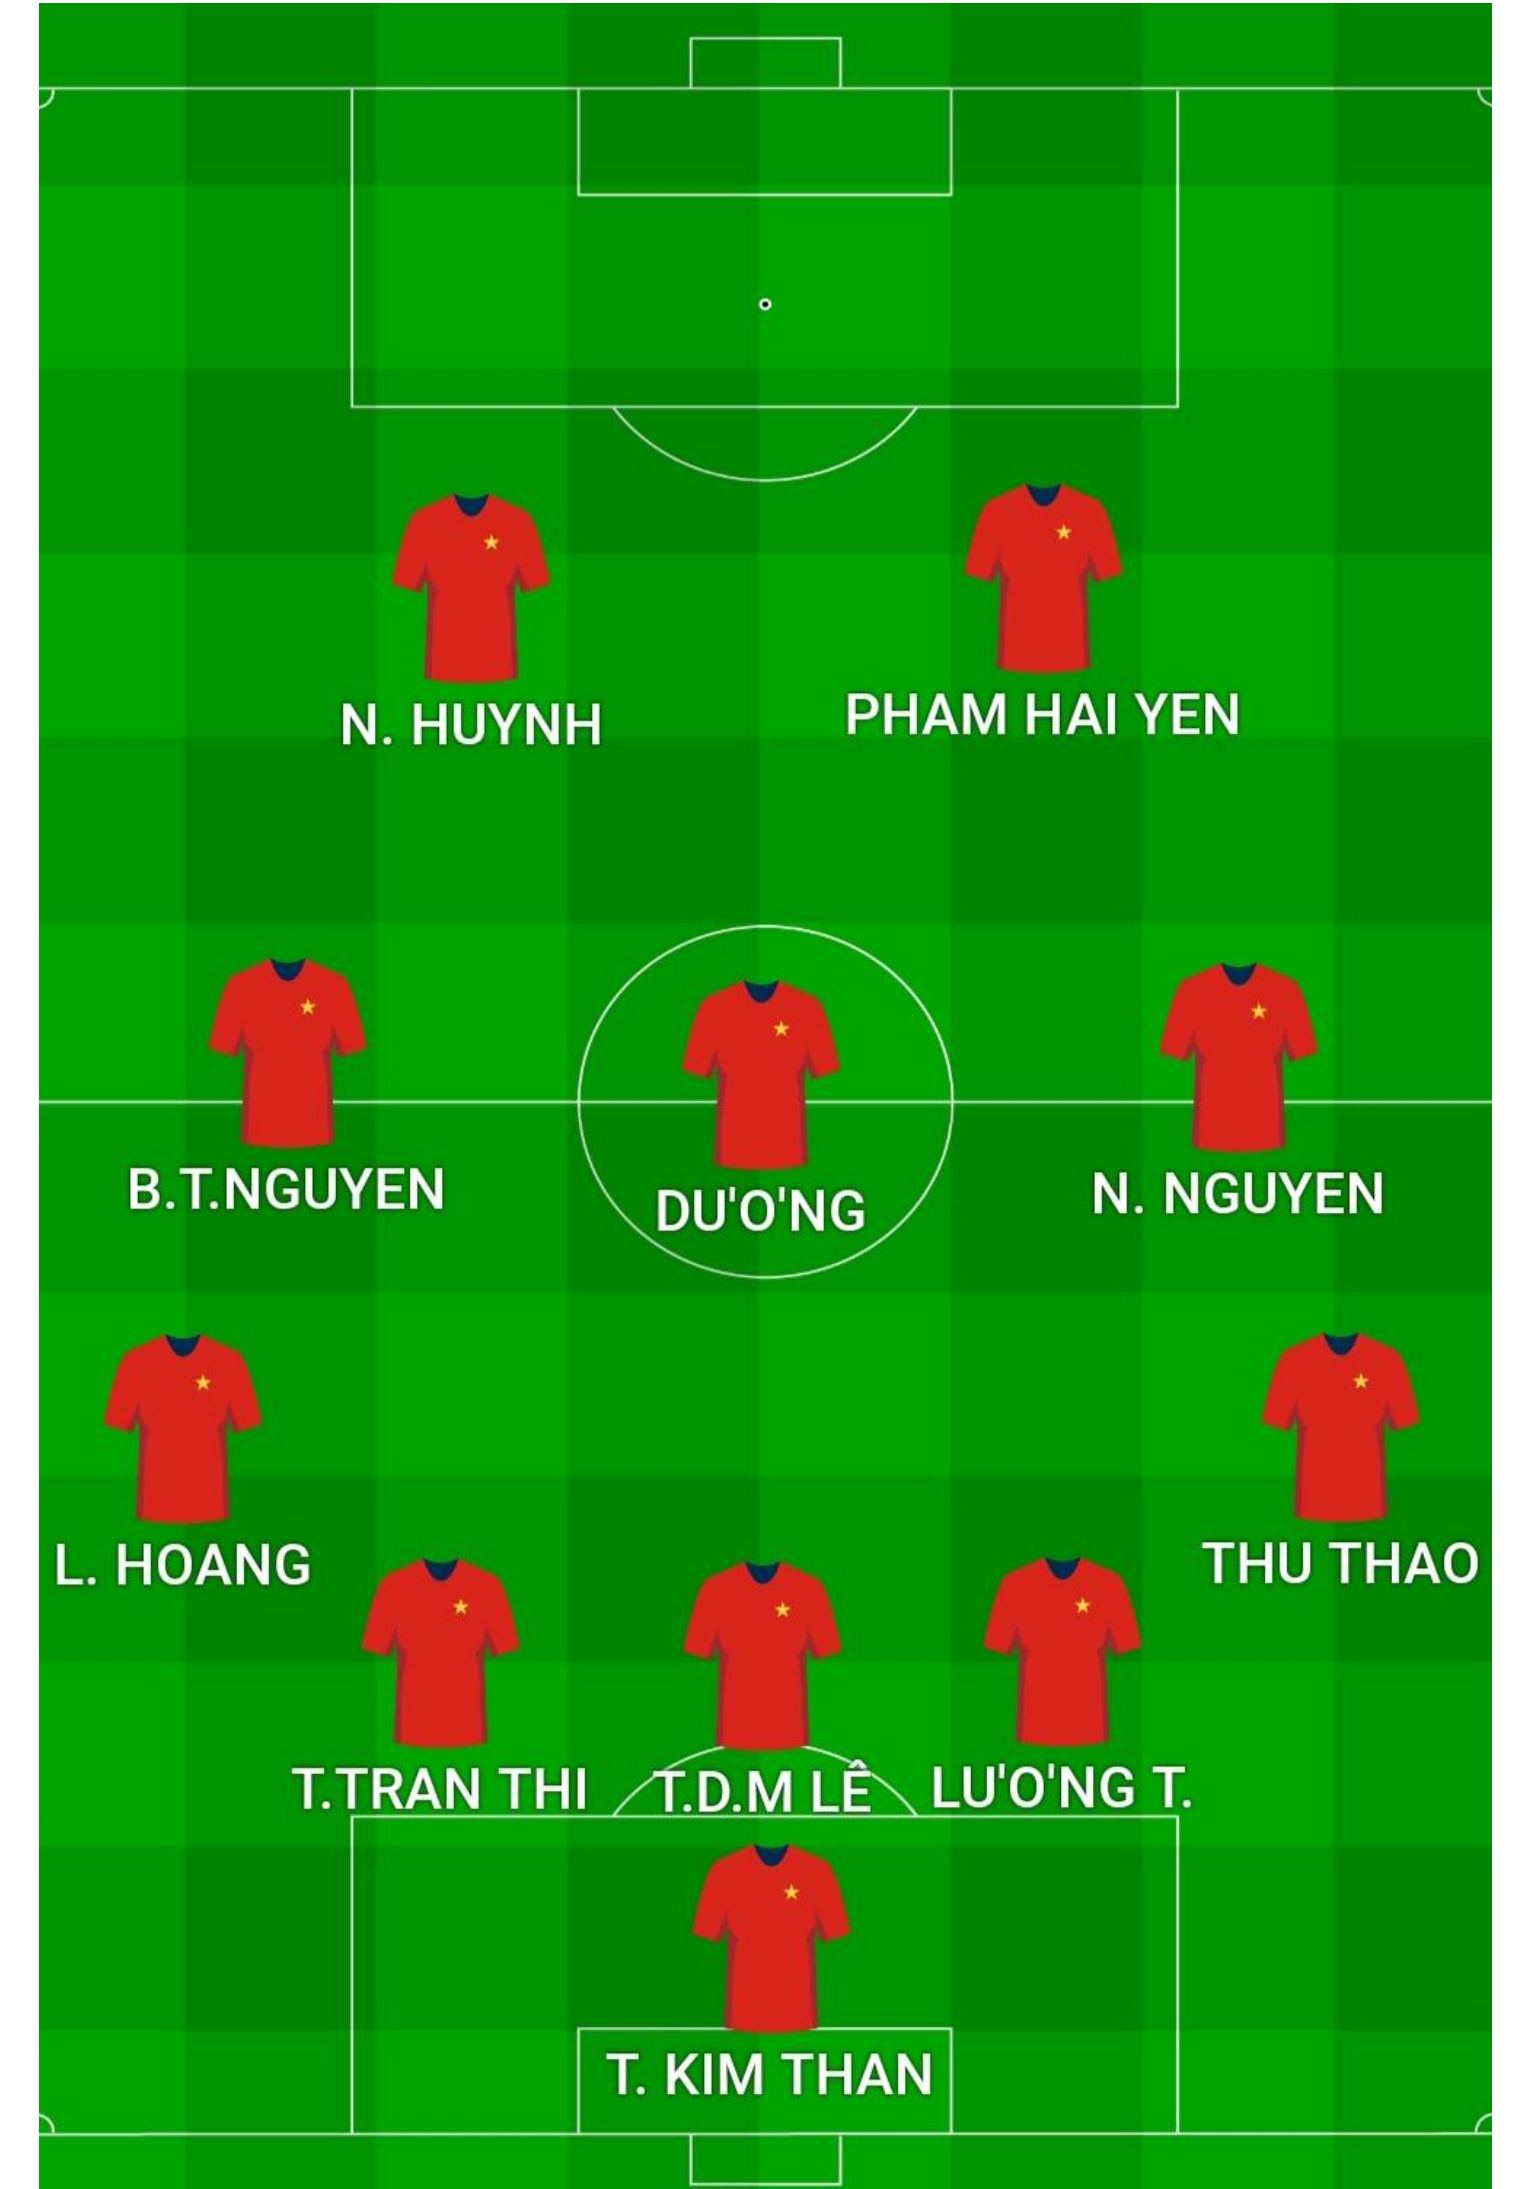 N. HUYNH
PHAM HAI YEN
B.T.NGUYEN
DU'O'NG
N. NGUYEN
L. HOANG
THU THAO
T.TRAN THI
T.D.M LÊ
LU'O'NG T.
T. KIM THAN